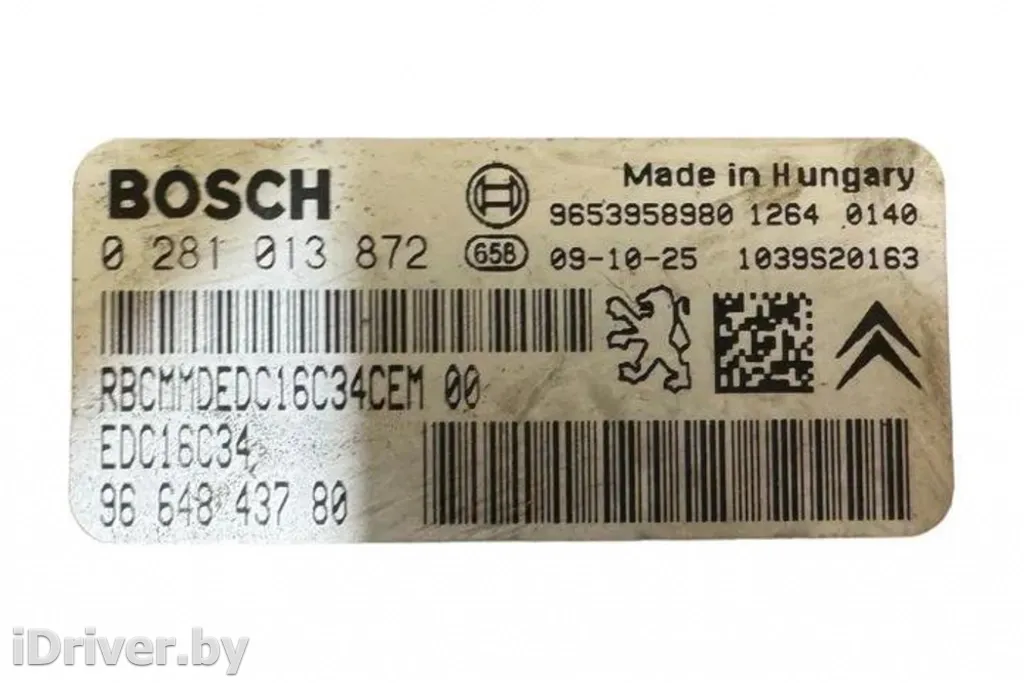 BOSCH
Made in Hungary
9653958980 1264 0140
0 281 013 872
658
09-10-25 1039S20163
RBCMMDEDC16C34CEM 00
EDC16C34
96 648 437 80
iDriver.by